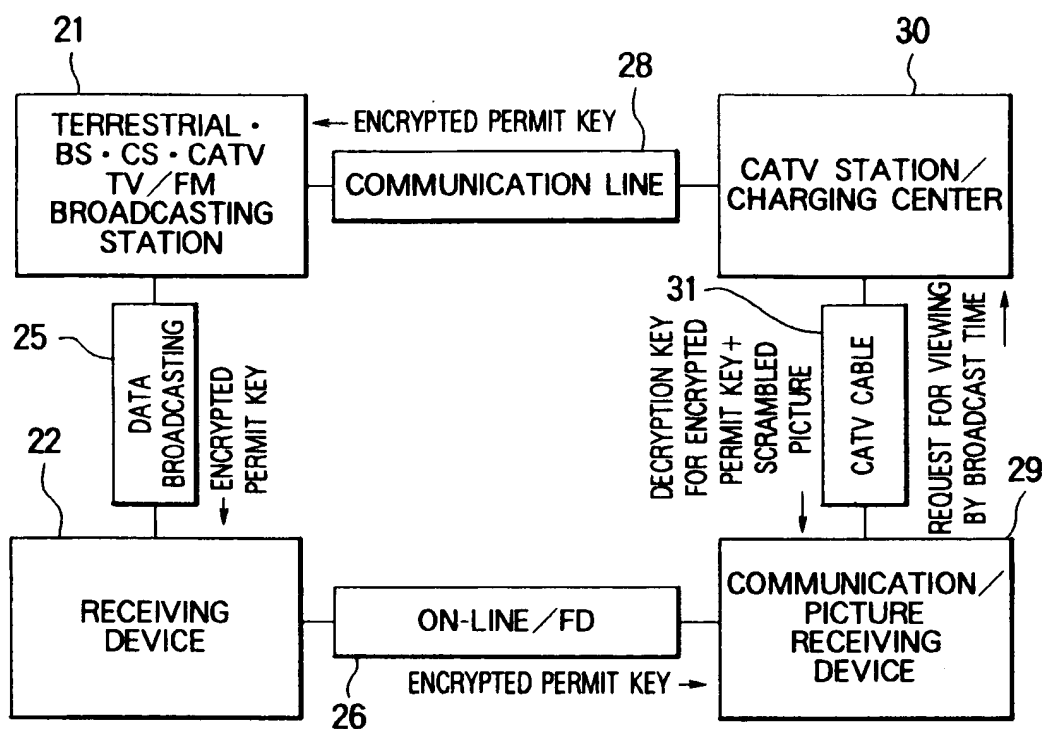 21
30
28
← ENCRYPTED PERMIT KEY
TERRESTRIAL・
BS・CS・CATV
TV／FM
BROADCASTING
STATION
COMMUNICATION LINE
CATV STATION／
CHARGING CENTER
25
DATA
BROADCASTING
ENCRYPTED
PERMIT KEY
→
31
DECRYPTION KEY
FOR ENCRYPTED
PERMIT KEY+
SCRAMBLED
PICTURE
→
CATV CABLE
REQUEST FOR VIEWING
BY BROADCAST TIME
→
22
29
RECEIVING
DEVICE
ON-LINE／FD
COMMUNICATION／
PICTURE
RECEIVING
DEVICE
26
ENCRYPTED PERMIT KEY →